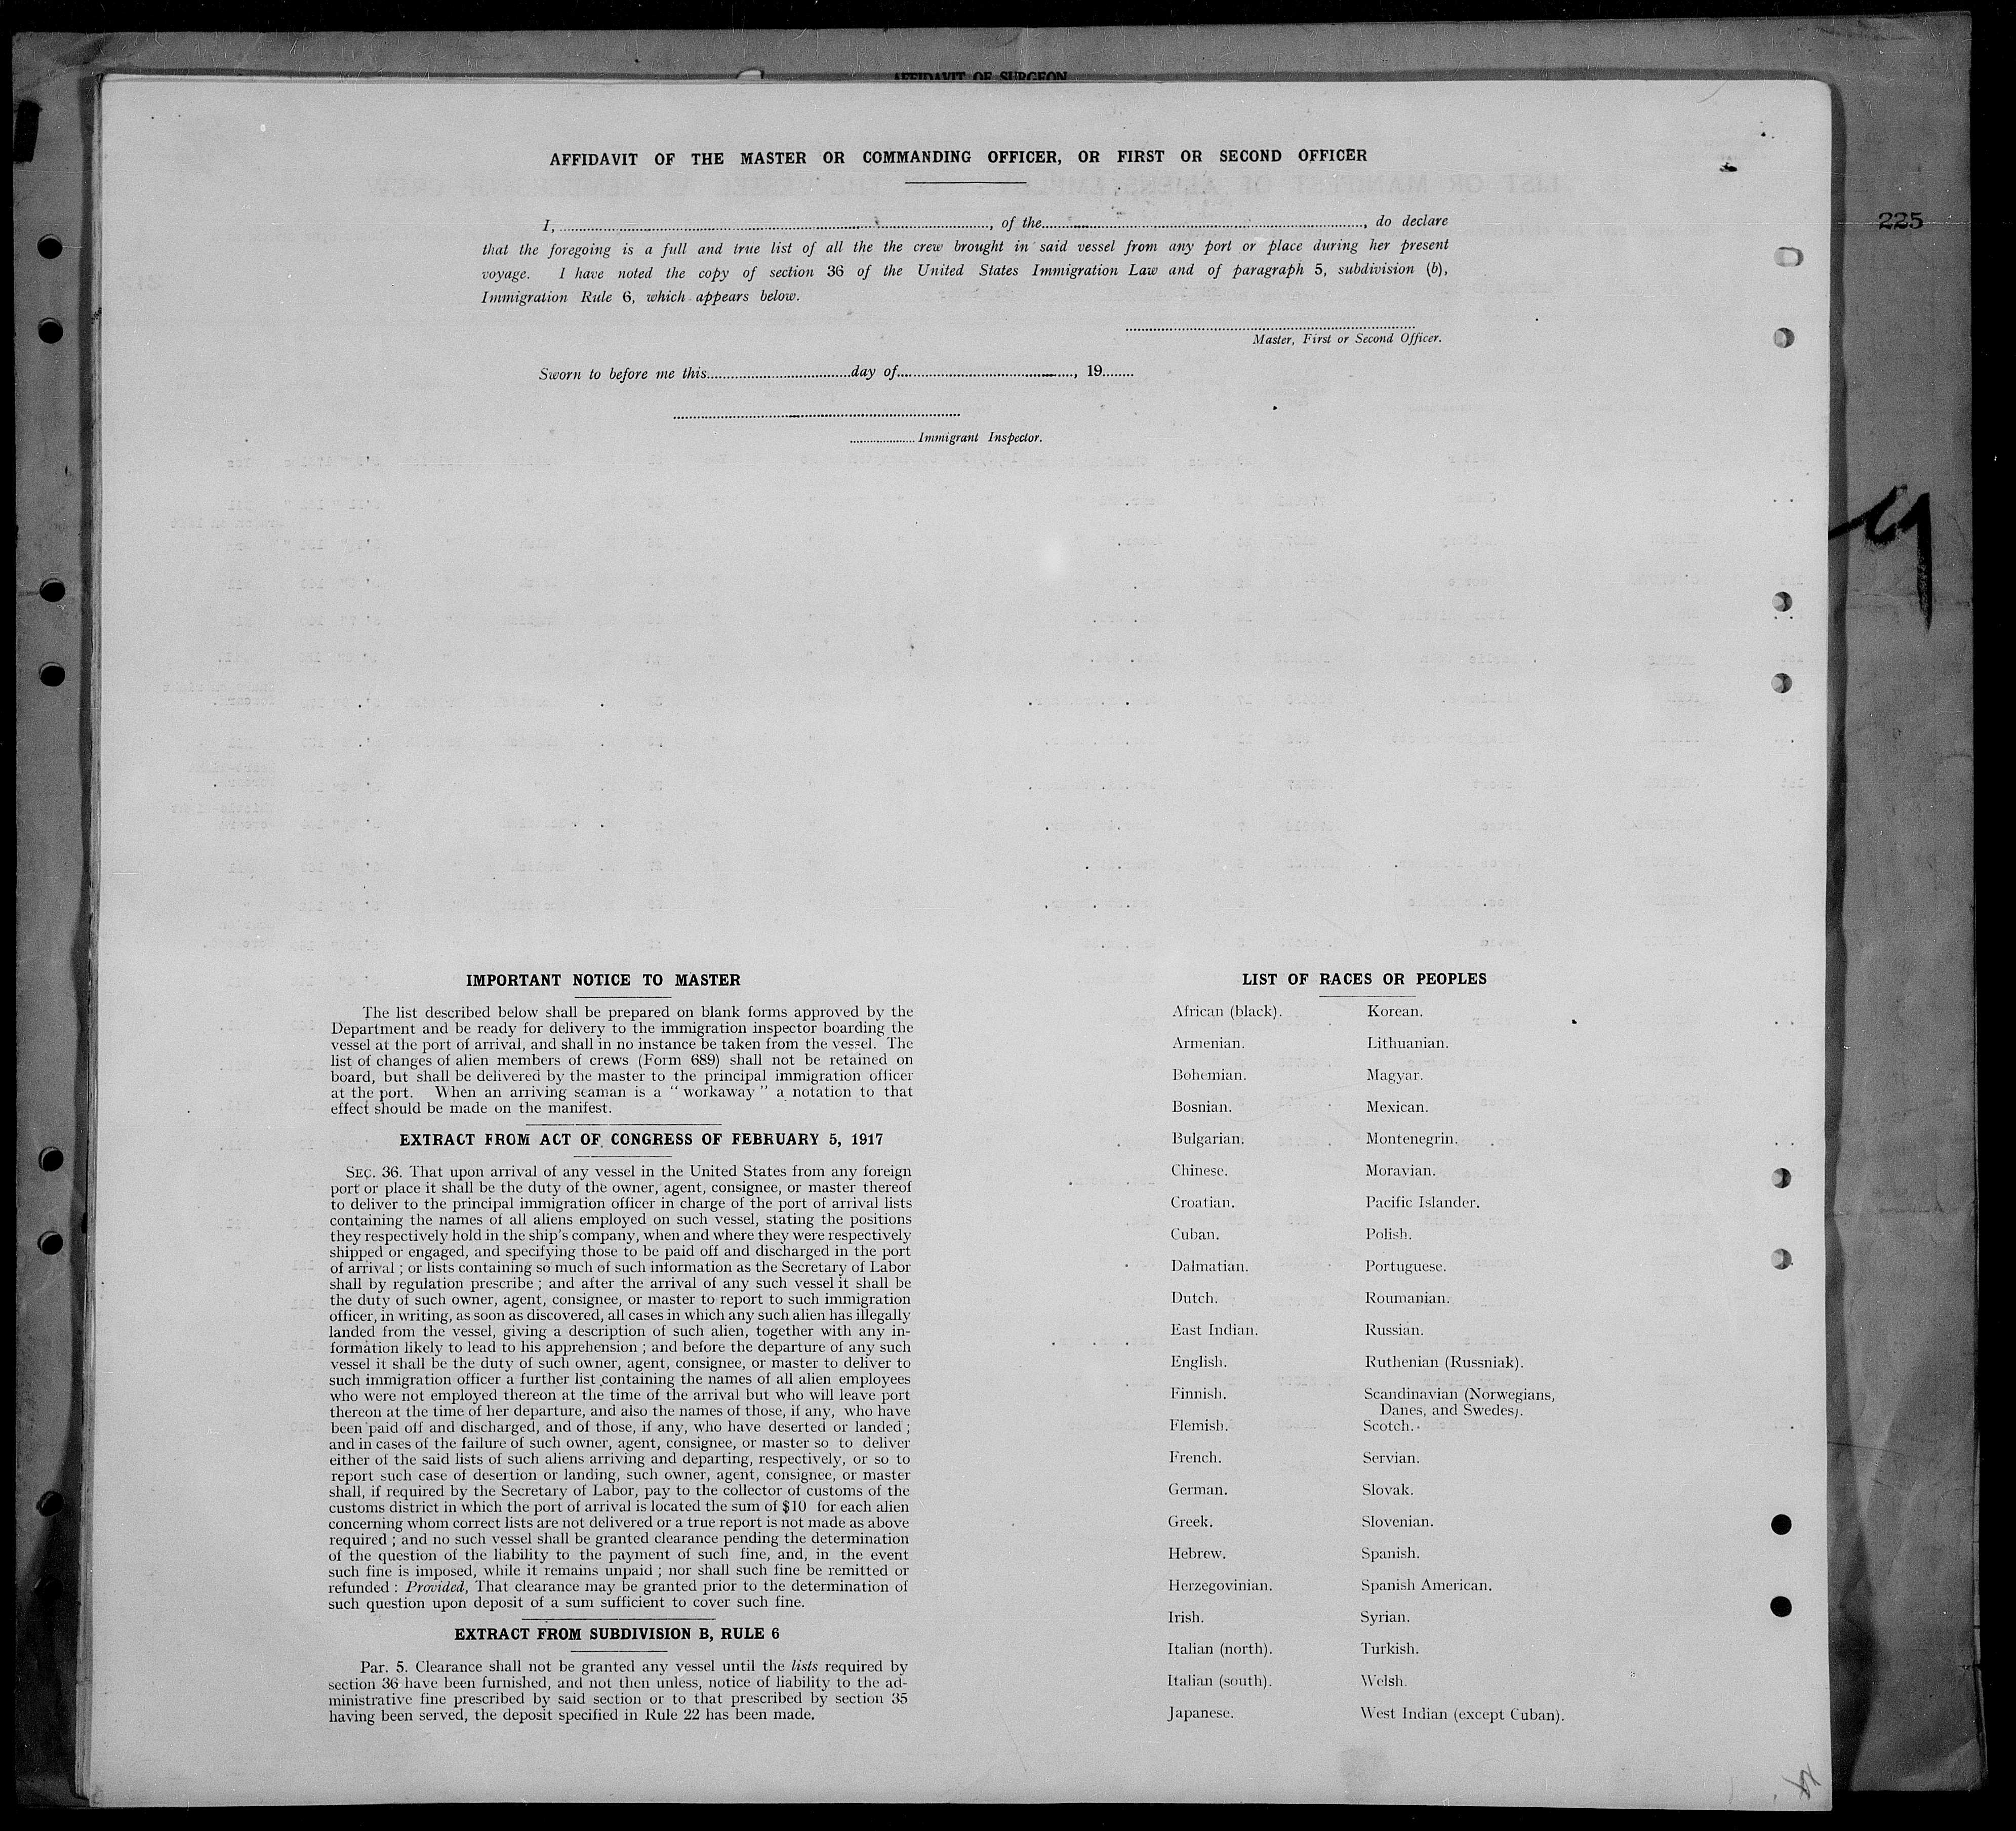 AFFIDAVIT OF SURGEON
AFFIDAVIT OF THE MASTER OR COMMANDING OFFICER, OR FIRST OR SECOND OFFICER
I, ........, of the........, do declare
that the foregoing is a full and true list of all the the crew brought in said vessel from any port or place during her present
voyage. I have noted the copy of section 36 of the United States Immigration Law and of paragraph 5, subdivision (b),
Immigration Rule 6, which appears below.
Master, First or Second Officer.
Sworn to before me this........day of........, 19........
........Immigrant Inspector.
225
IMPORTANT NOTICE TO MASTER
The list described below shall be prepared on blank forms approved by the
Department and be ready for delivery to the immigration inspector boarding the
vessel at the port of arrival, and shall in no instance be taken from the vessel. The
list of changes of alien members of crews (Form 689) shall not be retained on
board, but shall be delivered by the master to the principal immigration officer
at the port. When an arriving seaman is a "workaway" a notation to that
effect should be made on the manifest.
EXTRACT FROM ACT OF CONGRESS OF FEBRUARY 5, 1917
SEC. 36. That upon arrival of any vessel in the United States from any foreign
port or place it shall be the duty of the owner, agent, consignee, or master thereof
to deliver to the principal immigration officer in charge of the port of arrival lists
containing the names of all aliens employed on such vessel, stating the positions
they respectively hold in the ship's company, when and where they were respectively
shipped or engaged, and specifying those to be paid off and discharged in the port
of arrival ; or lists containing so much of such information as the Secretary of Labor
shall by regulation prescribe ; and after the arrival of any such vessel it shall be
the duty of such owner, agent, consignee, or master to report to such immigration
officer, in writing, as soon as discovered, all cases in which any such alien has illegally
landed from the vessel, giving a description of such alien, together with any in-
formation likely to lead to his apprehension ; and before the departure of any such
vessel it shall be the duty of such owner, agent, consignee, or master to deliver to
such immigration officer a further list containing the names of all alien employees
who were not employed thereon at the time of the arrival but who will leave port
thereon at the time of her departure, and also the names of those, if any, who have
been paid off and discharged, and of those, if any, who have deserted or landed ;
and in cases of the failure of such owner, agent, consignee, or master so to deliver
either of the said lists of such aliens arriving and departing, respectively, or so to
report such case of desertion or landing, such owner, agent, consignee, or master
shall, if required by the Secretary of Labor, pay to the collector of customs of the
customs district in which the port of arrival is located the sum of $10 for each alien
concerning whom correct lists are not delivered or a true report is not made as above
required ; and no such vessel shall be granted clearance pending the determination
of the question of the liability to the payment of such fine, and, in the event
such fine is imposed, while it remains unpaid ; nor shall such fine be remitted or
refunded : Provided, That clearance may be granted prior to the determination of
such question upon deposit of a sum sufficient to cover such fine.
EXTRACT FROM SUBDIVISION B, RULE 6
Par. 5. Clearance shall not be granted any vessel until the lists required by
section 36 have been furnished, and not then unless, notice of liability to the ad-
ministrative fine prescribed by said section or to that prescribed by section 35
having been served, the deposit specified in Rule 22 has been made.
LIST OF RACES OR PEOPLES
African (black).
Armenian.
Bohemian.
Bosnian.
Bulgarian.
Chinese.
Croatian.
Cuban.
Dalmatian.
Dutch.
East Indian.
English.
Finnish.
Flemish.
French.
German.
Greek.
Hebrew.
Herzegovinian.
Irish.
Italian (north).
Italian (south).
Japanese.
Korean.
Lithuanian.
Magyar.
Mexican.
Montenegrin.
Moravian.
Pacific Islander.
Polish.
Portuguese.
Roumanian.
Russian.
Ruthenian (Russniak).
Scandinavian (Norwegians,
Danes, and Swedes).
Scotch.
Servian.
Slovak.
Slovenian.
Spanish.
Spanish American.
Syrian.
Turkish.
Welsh.
West Indian (except Cuban).